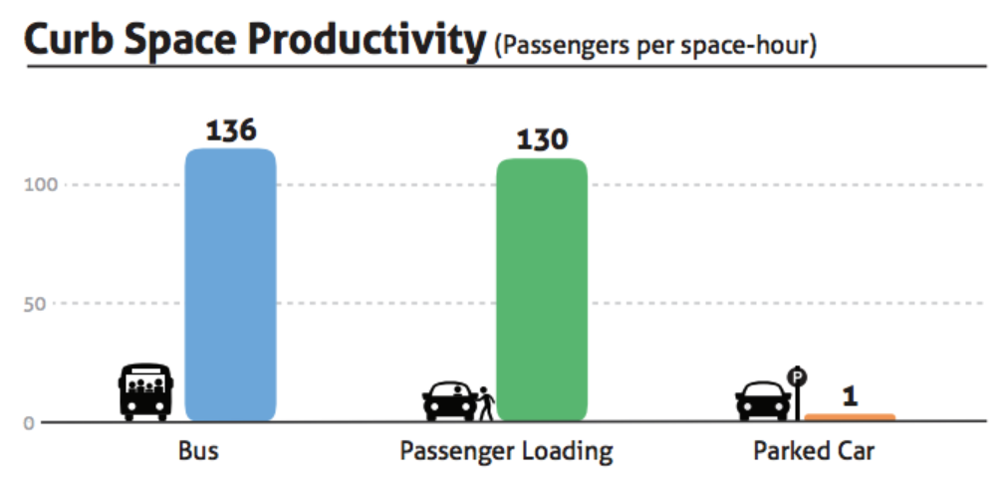 Curb Space Productivity (Passengers per space-hour)
136
130
100
50
P
1
0
Bus
Passenger Loading
Parked Car